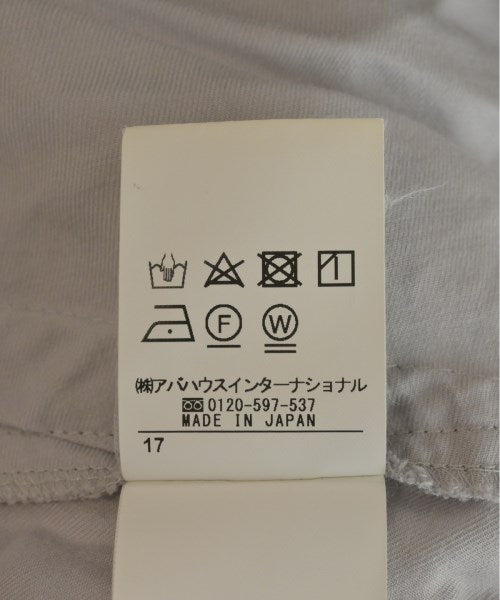 F W
㈱アバハウスインターナショナル
0120-597-537
MADE IN JAPAN
17